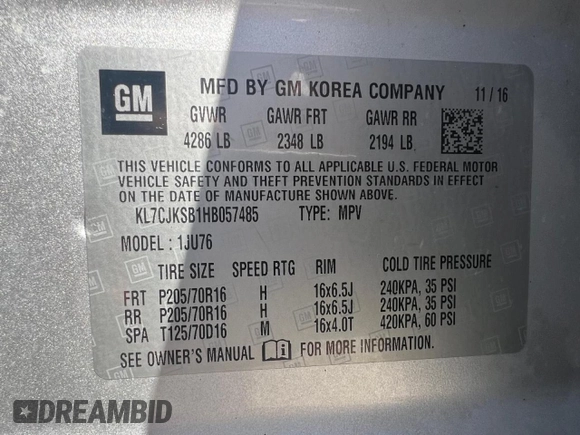 GM
MFD BY GM KOREA COMPANY 11/16
GVWR GAWR FRT GAWR RR
4286 LB 2348 LB 2194 LB
THIS VEHICLE CONFORMS TO ALL APPLICABLE U.S. FEDERAL MOTOR
VEHICLE SAFETY AND THEFT PREVENTION STANDARDS IN EFFECT
ON THE DATE OF MANUFACTURE SHOWN ABOVE.
KL7CJKSB1HB057485 TYPE: MPV
MODEL: 1JU76
TIRE SIZE SPEED RTG RIM COLD TIRE PRESSURE
FRT P205/70R16 H 16x6.5J 240KPA, 35 PSI
RR P205/70R16 H 16x6.5J 240KPA, 35 PSI
SPA T125/70D16 M 16x4.0T 420KPA, 60 PSI
SEE OWNER'S MANUAL FOR MORE INFORMATION.
DREAMBID